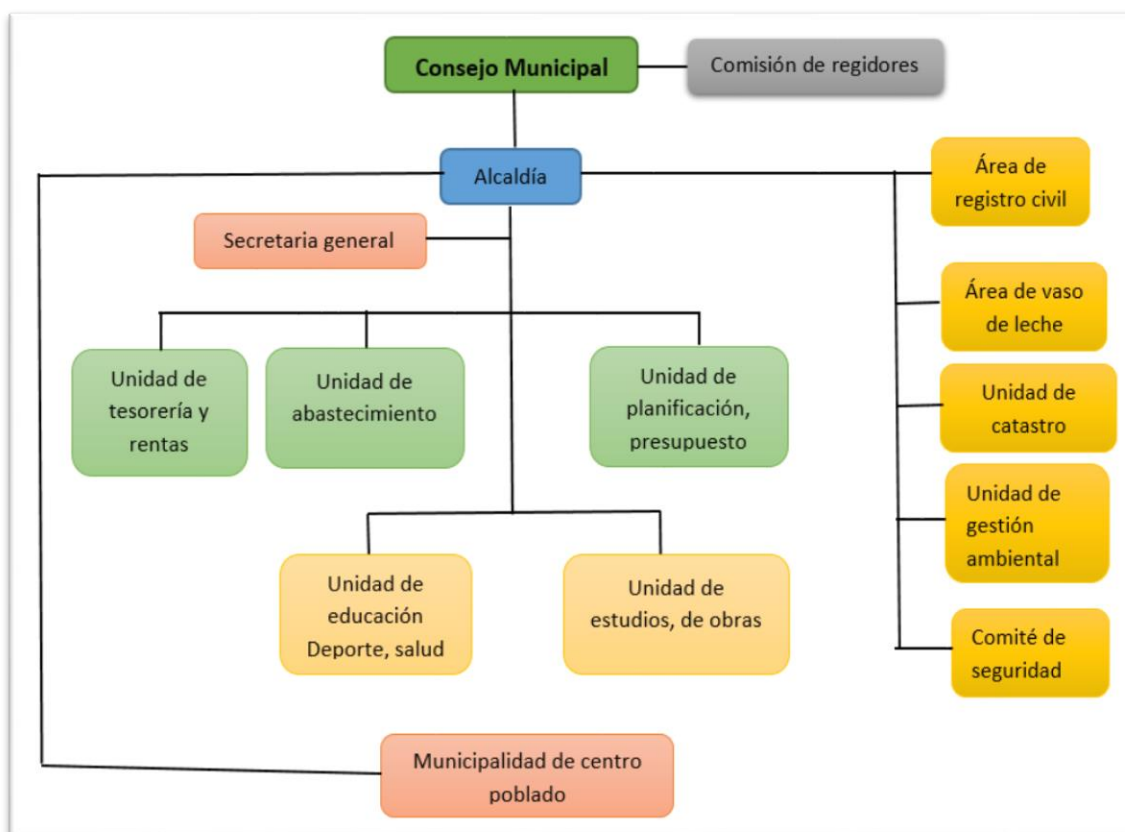 Consejo Municipal
Comisión de regidores
Alcaldía
Área de
registro civil
Secretaria general
Área de vaso
de leche
Unidad de
tesorería y
rentas
Unidad de
abastecimiento
Unidad de
planificación,
presupuesto
Unidad de
catastro
Unidad de
gestión
ambiental
Unidad de
educación
Deporte, salud
Unidad de
estudios, de obras
Comité de
seguridad
Municipalidad de centro
poblado